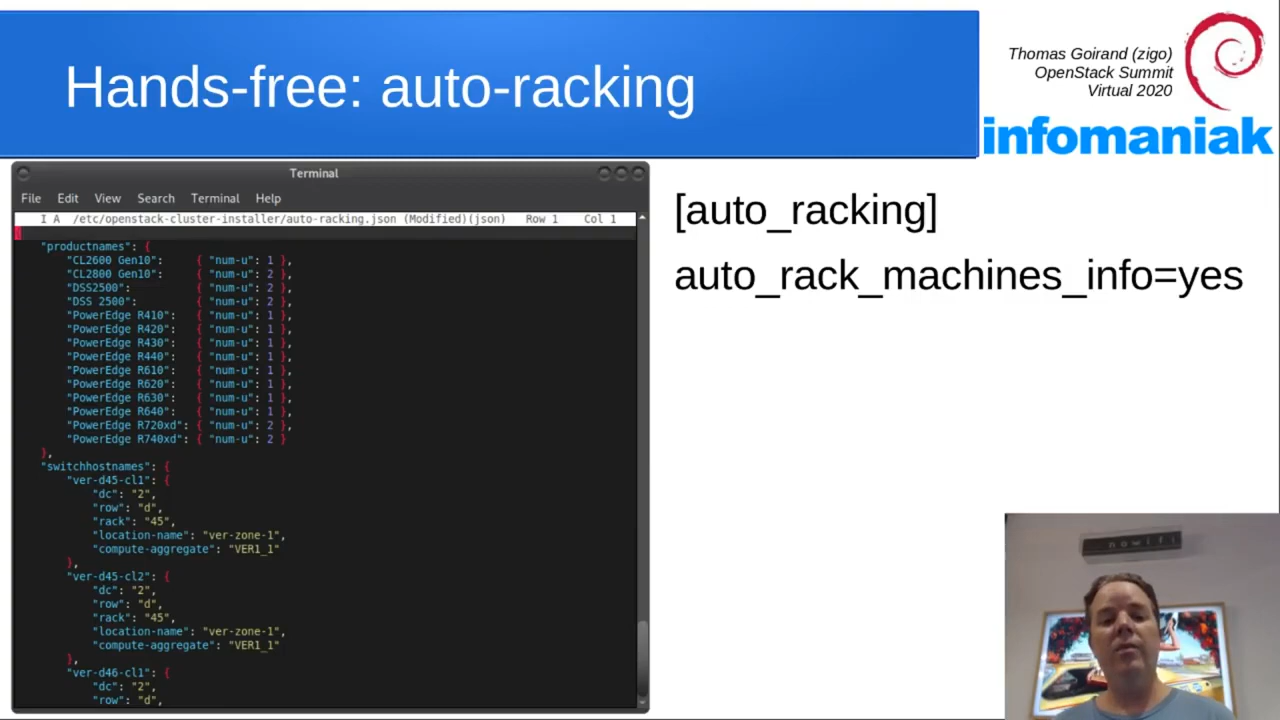 Hands-free: auto-racking
Thomas Goirand (zigo)
OpenStack Summit
Virtual 2020
infomaniak
Terminal
File Edit View Search Terminal Help
I A /etc/openstack-cluster-installer/auto-racking.json (Modified)(json) Row 1 Col 1
{
"productnames": {
"CL2600 Gen10": { "num-u": 1 },
"CL2800 Gen10": { "num-u": 2 },
"DSS2500": { "num-u": 2 },
"DSS 2500": { "num-u": 2 },
"PowerEdge R410": { "num-u": 1 },
"PowerEdge R420": { "num-u": 1 },
"PowerEdge R430": { "num-u": 1 },
"PowerEdge R440": { "num-u": 1 },
"PowerEdge R610": { "num-u": 1 },
"PowerEdge R620": { "num-u": 1 },
"PowerEdge R630": { "num-u": 1 },
"PowerEdge R640": { "num-u": 1 },
"PowerEdge R720xd": { "num-u": 2 },
"PowerEdge R740xd": { "num-u": 2 }
},
"switchhostnames": {
"ver-d45-cl1": {
"dc": "2",
"row": "d",
"rack": "45",
"location-name": "ver-zone-1",
"compute-aggregate": "VER1_1"
},
"ver-d45-cl2": {
"dc": "2",
"row": "d",
"rack": "45",
"location-name": "ver-zone-1",
"compute-aggregate": "VER1_1"
},
"ver-d46-cl1": {
"dc": "2",
"row": "d",
[auto_racking]
auto_rack_machines_info=yes
nowifi